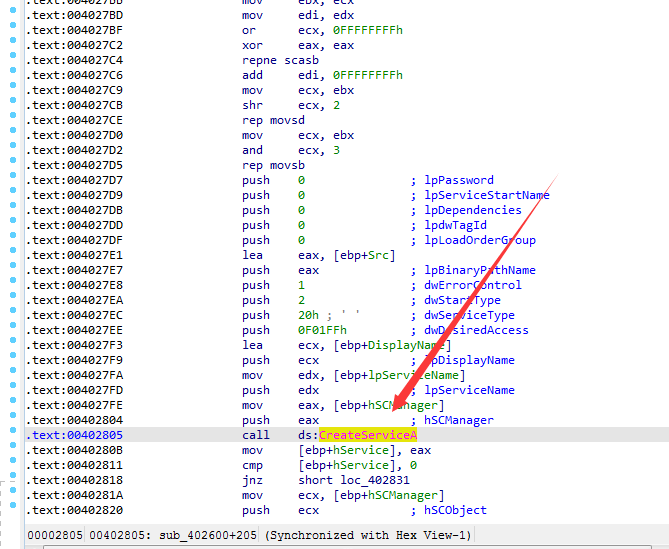 .text:004027BB mov ebx, ecx
.text:004027BD mov edi, edx
.text:004027BF or ecx, 0FFFFFFFFh
.text:004027C2 xor eax, eax
.text:004027C4 repne scasb
.text:004027C6 add edi, 0FFFFFFFFh
.text:004027C9 mov ecx, ebx
.text:004027CB shr ecx, 2
.text:004027CE rep movsd
.text:004027D0 mov ecx, ebx
.text:004027D2 and ecx, 3
.text:004027D5 rep movsb
.text:004027D7 push 0 ; lpPassword
.text:004027D9 push 0 ; lpServiceStartName
.text:004027DB push 0 ; lpDependencies
.text:004027DD push 0 ; lpdwTagId
.text:004027DF push 0 ; lpLoadOrderGroup
.text:004027E1 lea eax, [ebp+Src]
.text:004027E7 push eax ; lpBinaryPathName
.text:004027E8 push 1 ; dwErrorControl
.text:004027EA push 2 ; dwStartType
.text:004027EC push 20h ; ' ' ; dwServiceType
.text:004027EE push 0F01FFh ; dwDesiredAccess
.text:004027F3 lea ecx, [ebp+DisplayName]
.text:004027F9 push ecx ; lpDisplayName
.text:004027FA mov edx, [ebp+lpServiceName]
.text:004027FD push edx ; lpServiceName
.text:004027FE mov eax, [ebp+hSCManager]
.text:00402804 push eax ; hSCManager
.text:00402805 call ds:CreateServiceA
.text:0040280B mov [ebp+hService], eax
.text:00402811 cmp [ebp+hService], 0
.text:00402818 jnz short loc_402831
.text:0040281A mov ecx, [ebp+hSCManager]
.text:00402820 push ecx ; hSCObject
00002805 00402805: sub_402600+205 (Synchronized with Hex View-1)